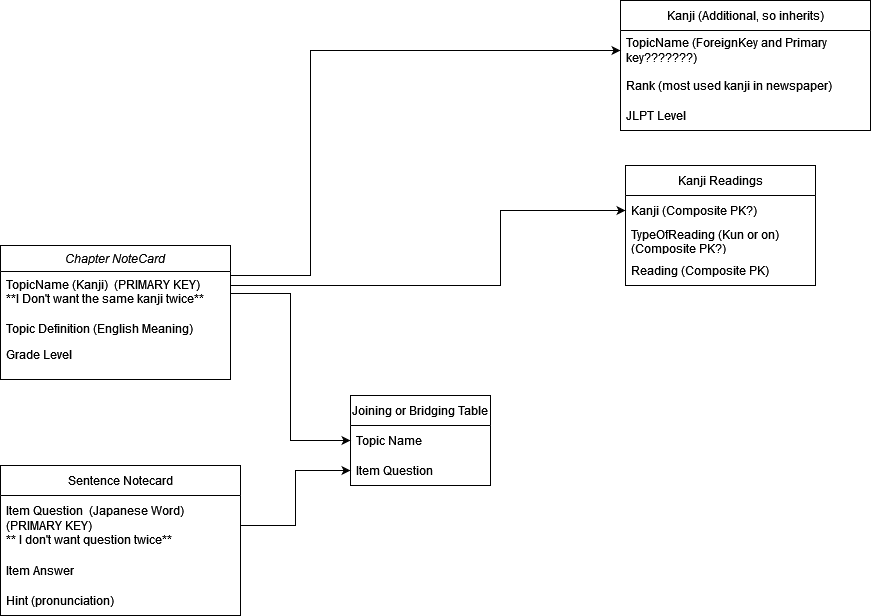 Kanji (Additional, so inherits)
TopicName (ForeignKey and Primary
key???????)
Rank (most used kanji in newspaper)
JLPT Level
Kanji Readings
Kanji (Composite PK?)
TypeOfReading (Kun or on)
(Composite PK?)
Reading (Composite PK)
Chapter NoteCard
TopicName (Kanji)  (PRIMARY KEY)
**I Don't want the same kanji twice**
Topic Definition (English Meaning)
Grade Level
Joining or Bridging Table
Topic Name
Item Question
Sentence Notecard
Item Question  (Japanese Word)
(PRIMARY KEY)
** I don't want question twice**
Item Answer
Hint (pronunciation)